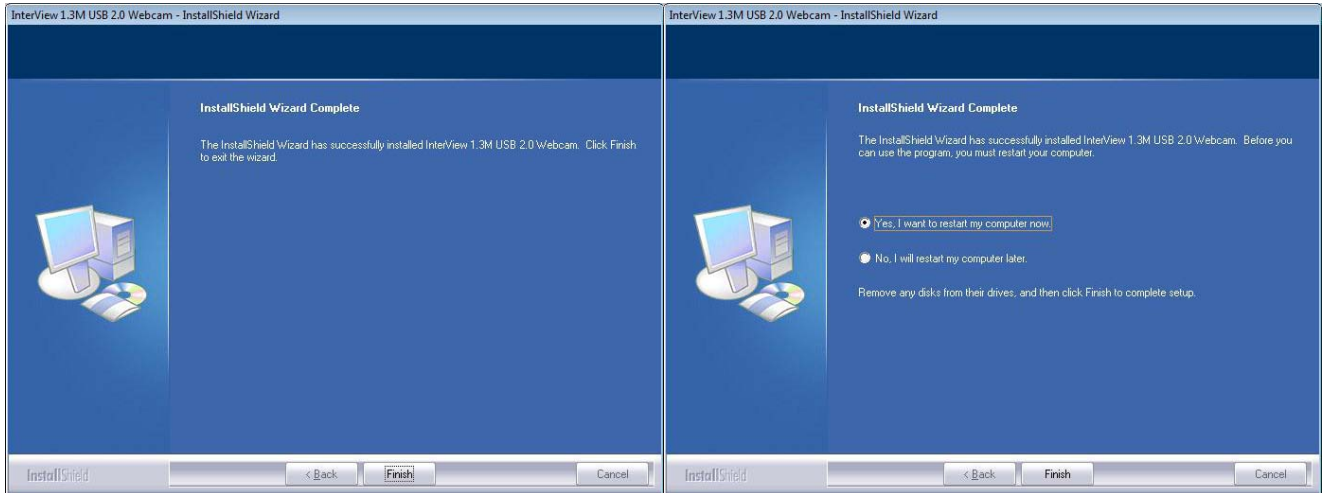 InterView 1.3M USB 2.0 Webcam - InstallShield Wizard
InstallShield Wizard Complete
The InstallShield Wizard has successfully installed InterView 1.3M USB 2.0 Webcam. Click Finish
to exit the wizard.
InstallShield
< Back
Finish
Cancel
InterView 1.3M USB 2.0 Webcam - InstallShield Wizard
InstallShield Wizard Complete
The InstallShield Wizard has successfully installed InterView 1.3M USB 2.0 Webcam. Before you
can use the program, you must restart your computer.
Yes, I want to restart my computer now.
No, I will restart my computer later.
Remove any disks from their drives, and then click Finish to complete setup.
InstallShield
< Back
Finish
Cancel